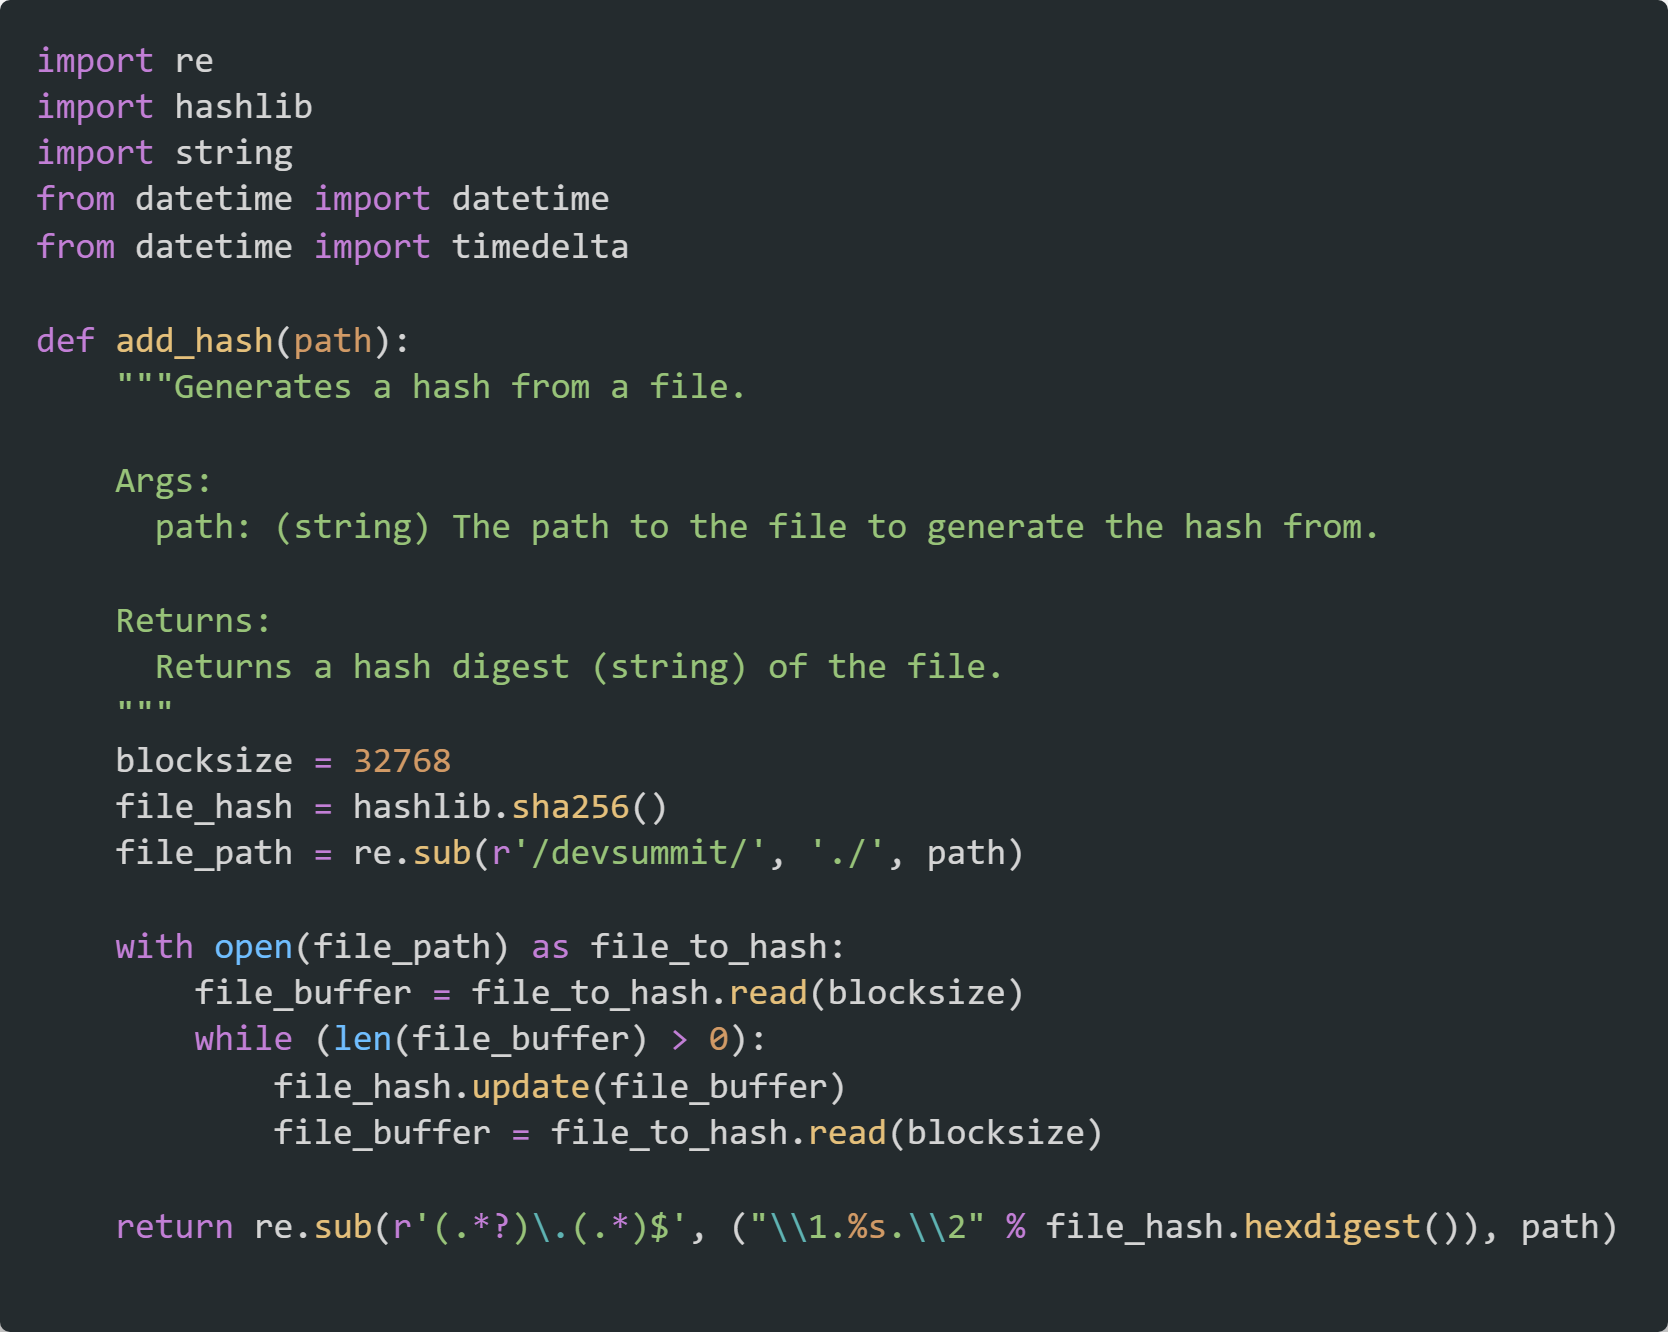 import re
import hashlib
import string
from datetime import datetime
from datetime import timedelta

def add_hash(path):
    """Generates a hash from a file.

    Args:
      path: (string) The path to the file to generate the hash from.

    Returns:
      Returns a hash digest (string) of the file.
    """
    blocksize = 32768
    file_hash = hashlib.sha256()
    file_path = re.sub(r'/devsummit/', './', path)

    with open(file_path) as file_to_hash:
        file_buffer = file_to_hash.read(blocksize)
        while (len(file_buffer) > 0):
            file_hash.update(file_buffer)
            file_buffer = file_to_hash.read(blocksize)

    return re.sub(r'(.*?)\.(.*)$', ("\\1.%s.\\2" % file_hash.hexdigest()), path)